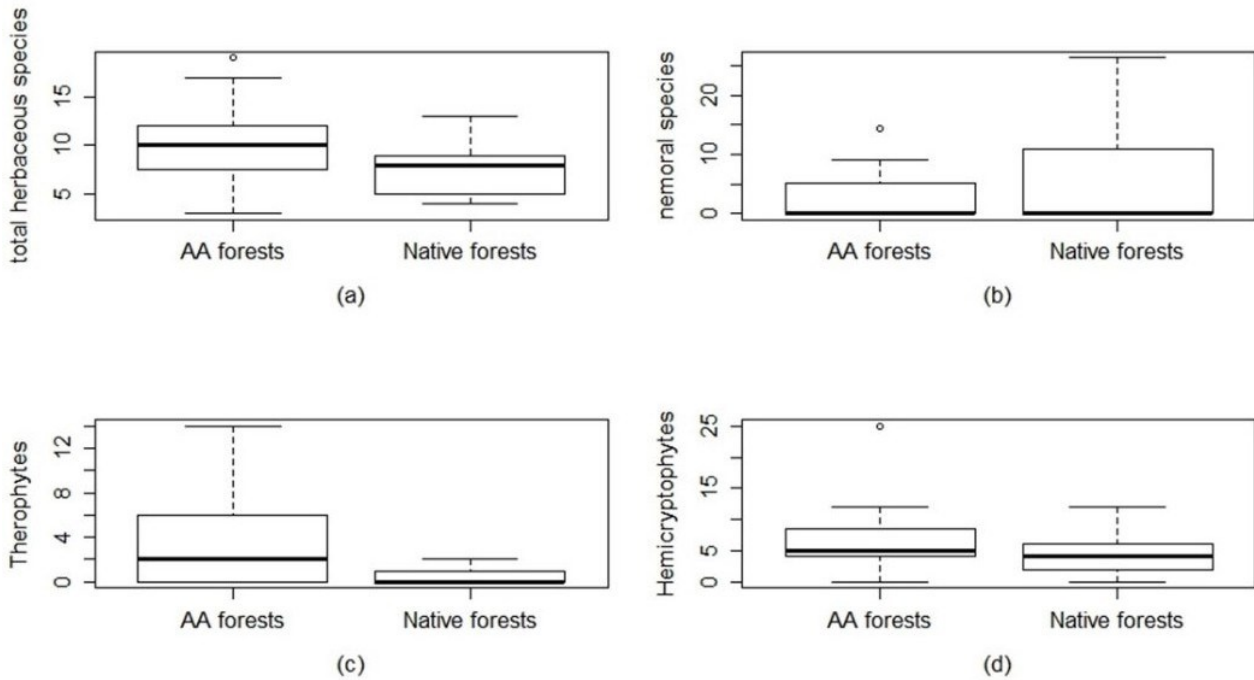 total herbaceous species
15
10
5
AA forests
Native forests
(a)
nemoral species
20
10
0
AA forests
Native forests
(b)
Therophytes
12
8
4
0
AA forests
Native forests
(c)
Hemicryptophytes
25
15
5
0
AA forests
Native forests
(d)